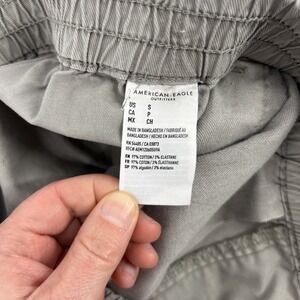 AMERICAN EAGLE
OUTFITTERS
US S
CA P
MX CH
MADE IN BANGLADESH / FABRIQUÉ AU
BANGLADESH / HECHO EN BANGLADESH
RN 54485 / CA 03873
EN: 97% COTTON / 3% ELASTANE
FR: 97% COTON / 3% ÉLASTHANNE
SP: 97% algodón / 3% elastano